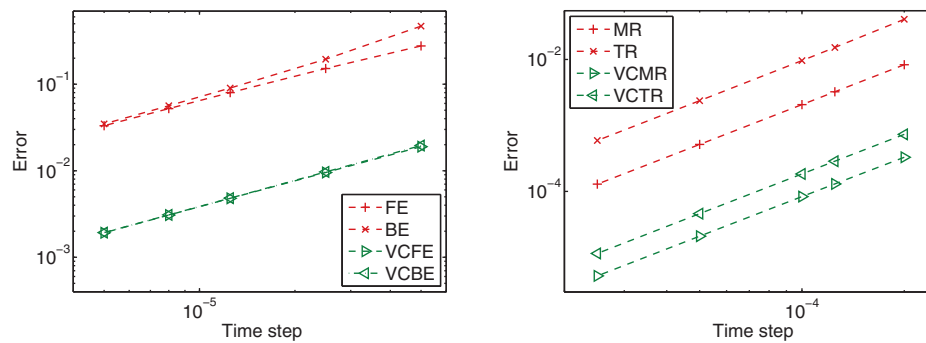 10⁻¹
10⁻²
10⁻³
Error
FE
BE
VCFE
VCBE
10⁻⁵
Time step
MR
TR
VCMR
VCTR
10⁻²
10⁻⁴
Error
10⁻⁴
Time step